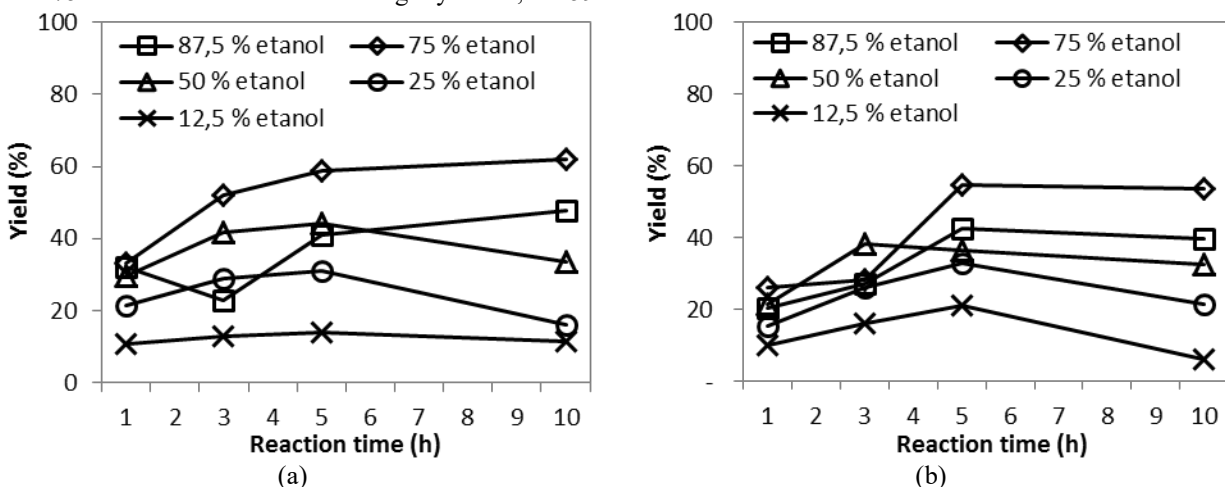 100
80
60
40
20
0
Yield (%)
87,5 % etanol
75 % etanol
50 % etanol
25 % etanol
12,5 % etanol
1 2 3 4 5 6 7 8 9 10
Reaction time (h)
(a)
100
80
60
40
20
-
Yield (%)
87,5 % etanol
75 % etanol
50 % etanol
25 % etanol
12,5 % etanol
1 2 3 4 5 6 7 8 9 10
Reaction time (h)
(b)